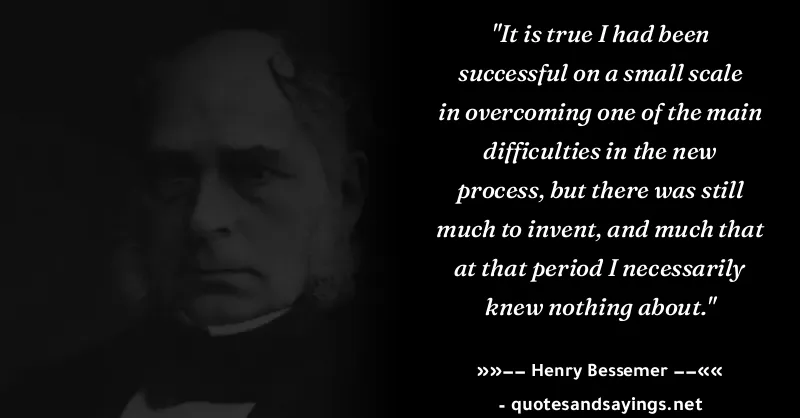 "It is true I had been
successful on a small scale
in overcoming one of the main
difficulties in the new
process, but there was still
much to invent, and much that
at that period I necessarily
knew nothing about."
»»−− Henry Bessemer −−««
- quotesandsayings.net